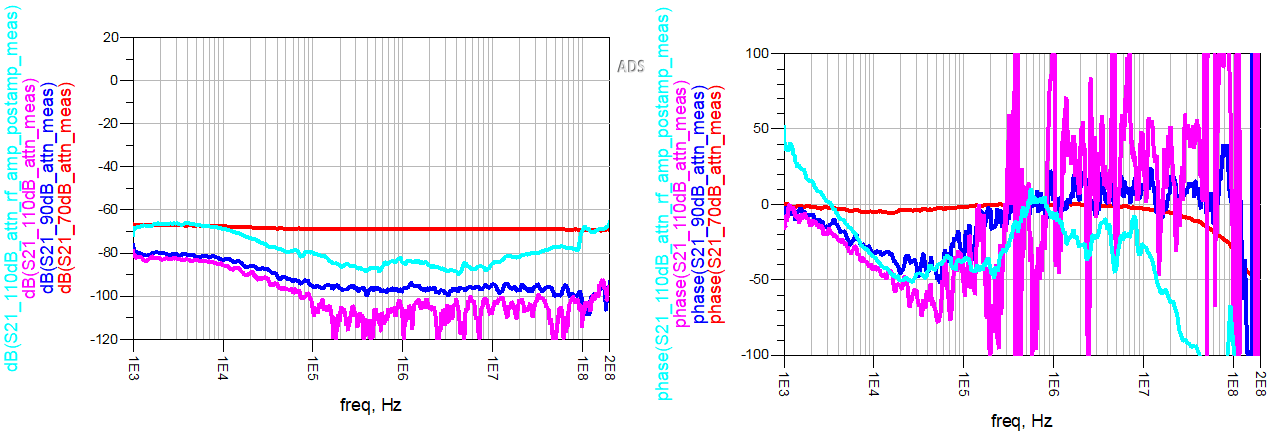 dB(S21_110dB_attn_rf_amp_postamp_meas)
dB(S21_110dB_attn_meas)
dB(S21_90dB_attn_meas)
dB(S21_70dB_attn_meas)
20
0
-20
-40
-60
-80
-100
-120
1E3
1E4
1E5
1E6
1E7
1E8
2E8
freq, Hz
ADS
phase(S21_110dB_attn_rf_amp_postamp_meas)
phase(S21_110dB_attn_meas)
phase(S21_90dB_attn_meas)
phase(S21_70dB_attn_meas)
100
50
0
-50
-100
1E3
1E4
1E5
1E6
1E7
1E8
2E8
freq, Hz